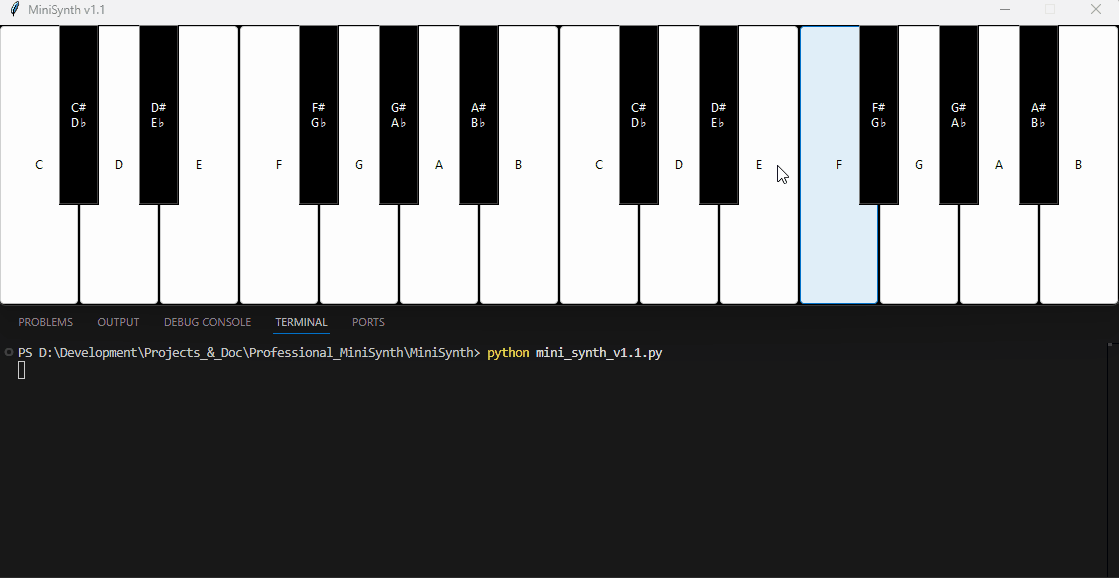 MiniSynth v1.1
C# D# F# G# A# C# D# F# G# A#
D♭ E♭ G♭ A♭ B♭ D♭ E♭ G♭ A♭ B♭
C D E F G A B C D E F G A B
PROBLEMS OUTPUT DEBUG CONSOLE TERMINAL PORTS
PS D:\Development\Projects_&_Doc\Professional_MiniSynth\MiniSynth> python mini_synth_v1.1.py